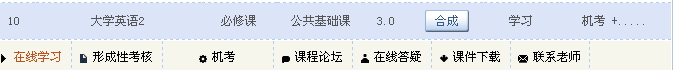 10 大学英语2 必修课 公共基础课 3.0 合成 学习 机考 +.....
在线学习 形成性考核 机考 课程论坛 在线答疑 课件下载 联系老师